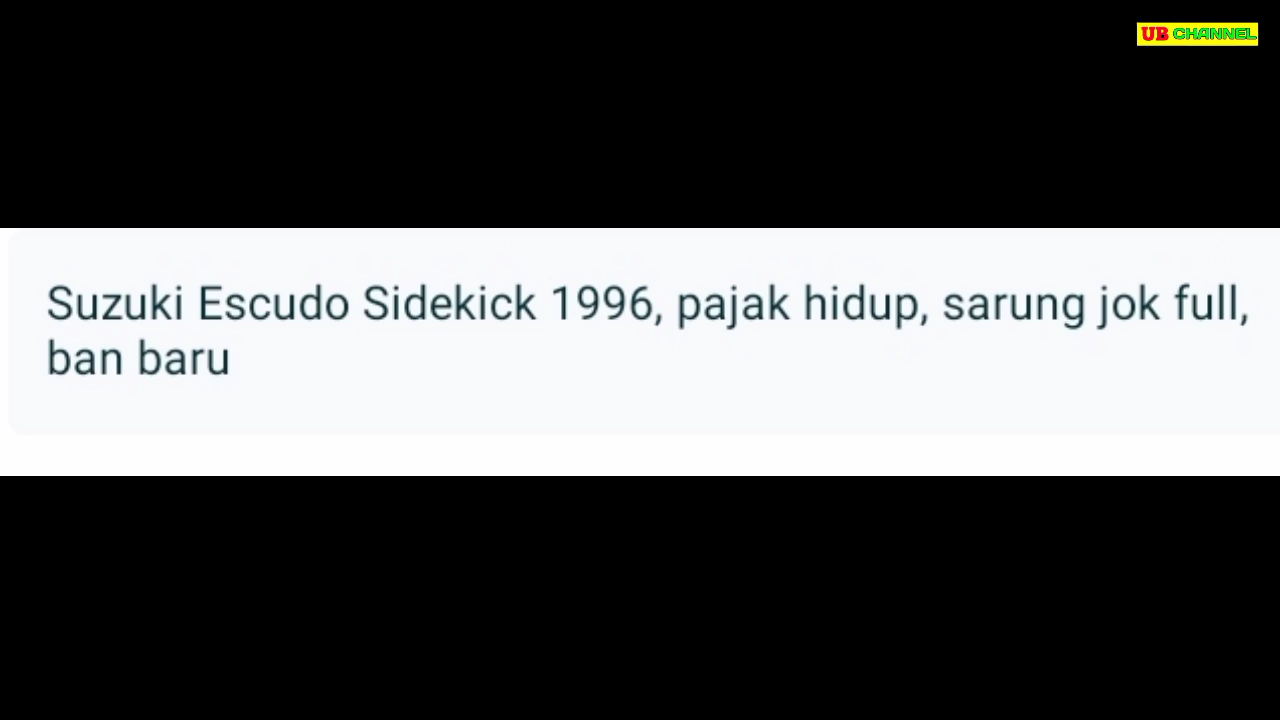 UB CHANNEL
Suzuki Escudo Sidekick 1996, pajak hidup, sarung jok full,
ban baru